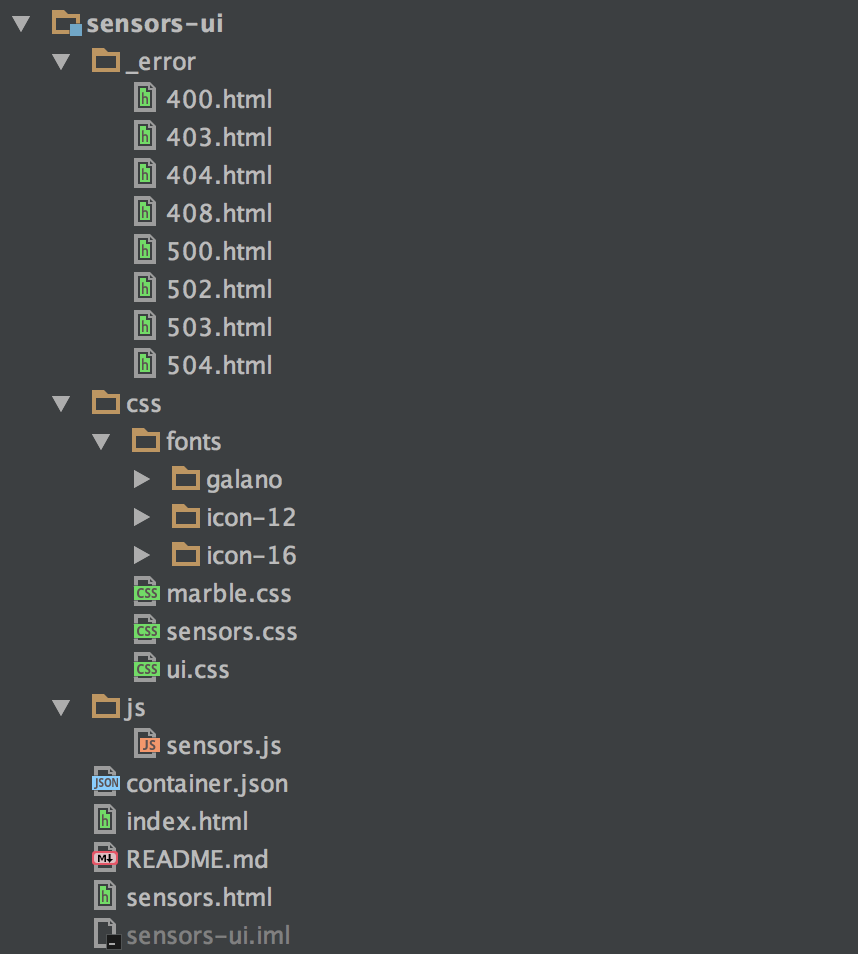 sensors-ui
_error
400.html
403.html
404.html
408.html
500.html
502.html
503.html
504.html
css
fonts
galano
icon-12
icon-16
CSS marble.css
CSS sensors.css
CSS ui.css
js
JS sensors.js
JSON container.json
index.html
M↓ README.md
sensors.html
sensors-ui.iml